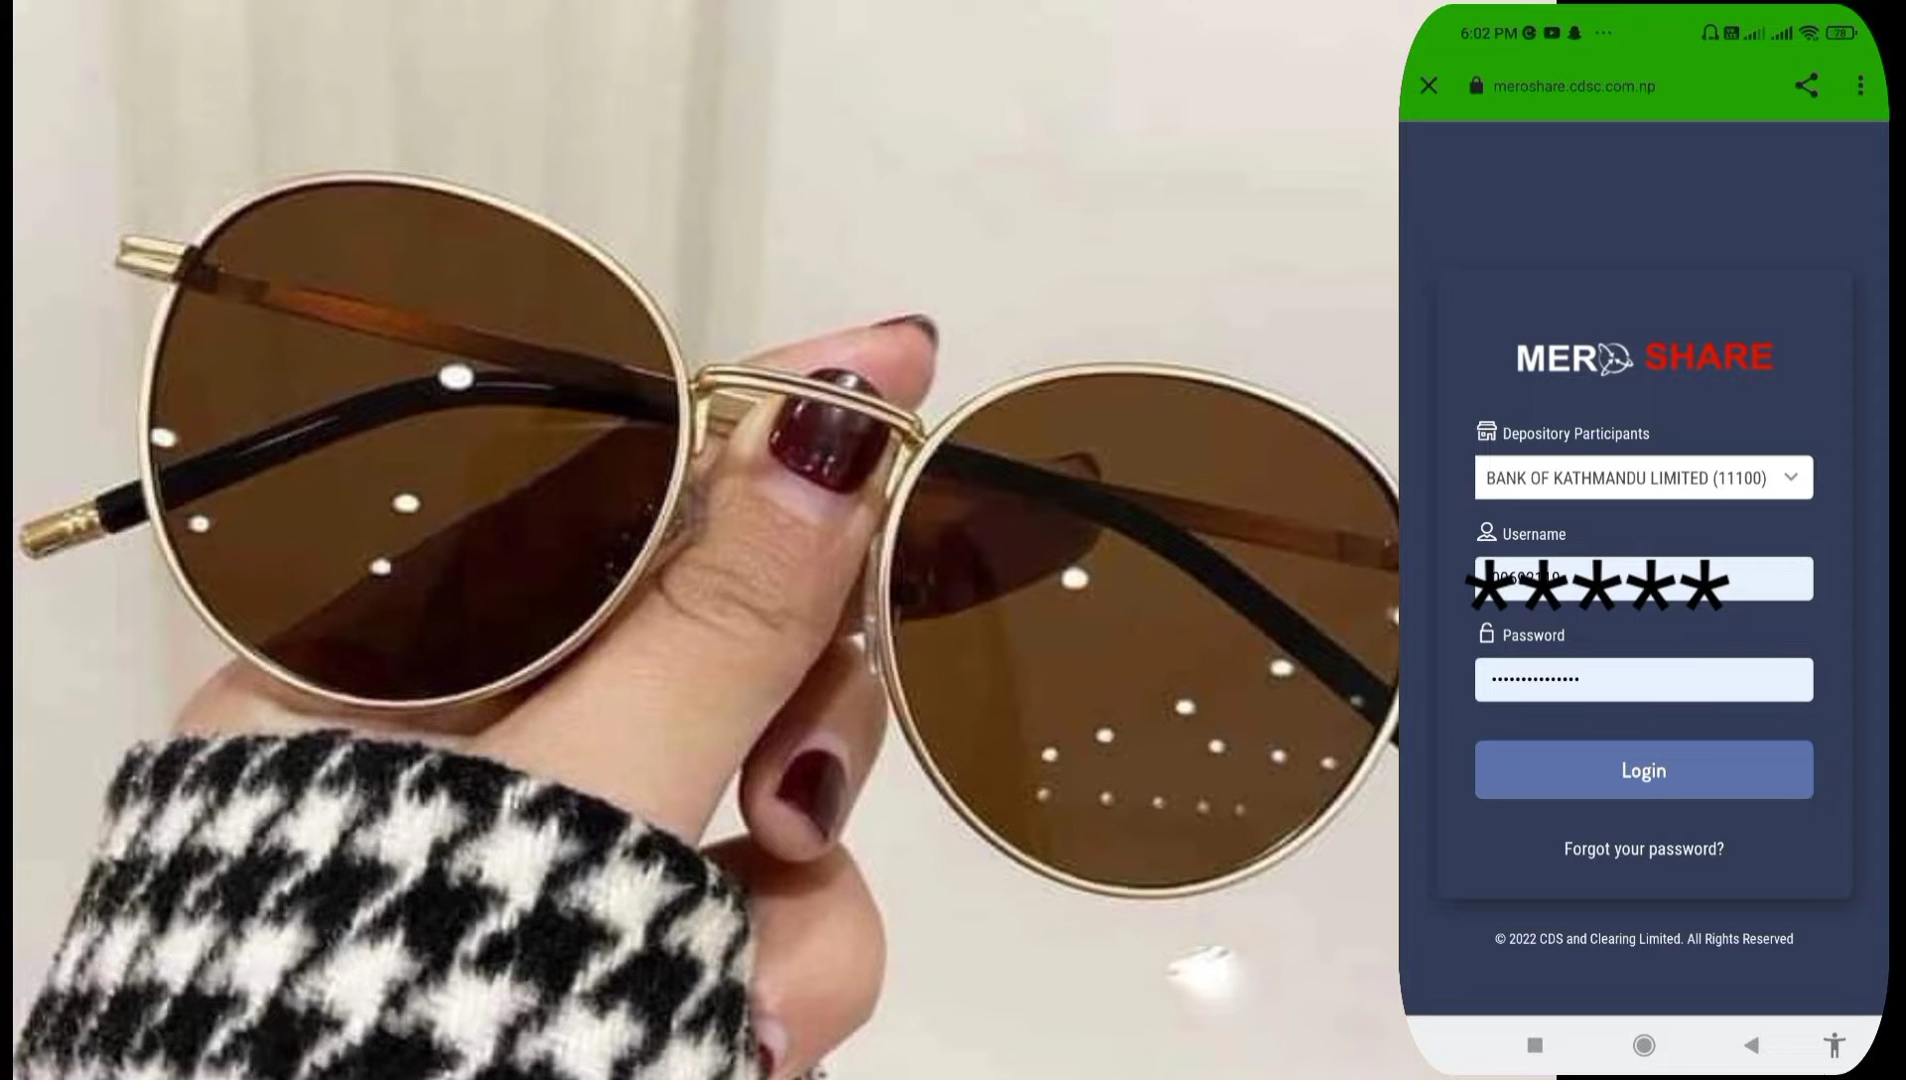 6:02 PM
78
meroshare.cdsc.com.np
MERO SHARE
Depository Participants
BANK OF KATHMANDU LIMITED (11100)
Username
*****
Password
Login
Forgot your password?
© 2022 CDS and Clearing Limited. All Rights Reserved